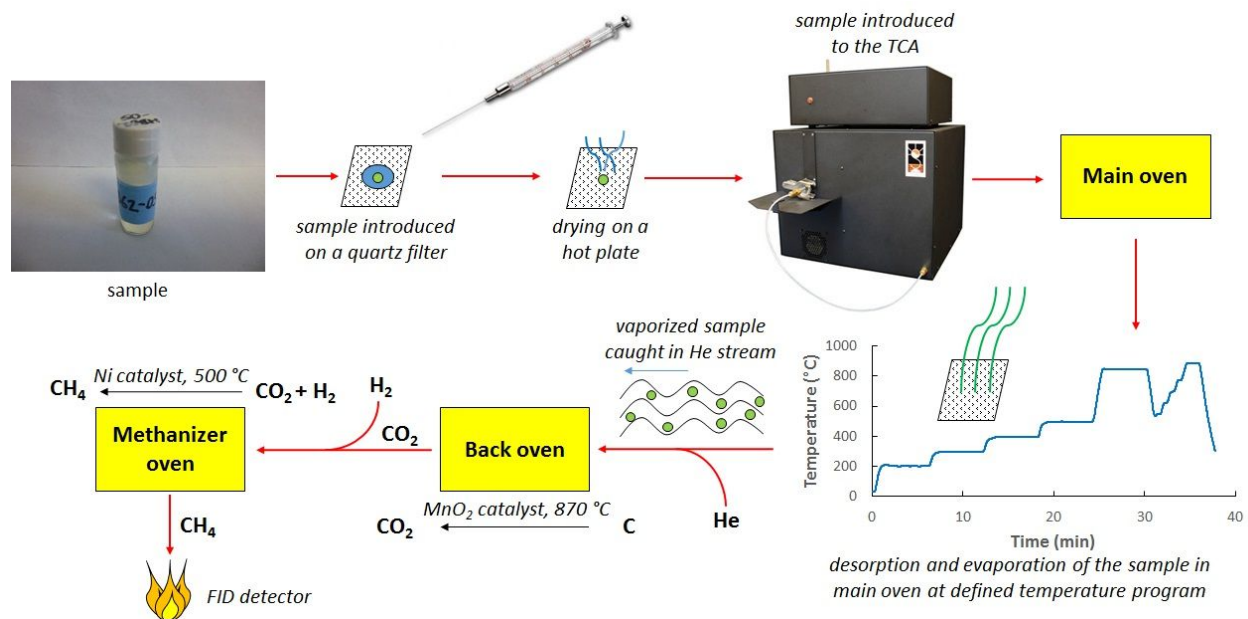 sample introduced
to the TCA
sample
sample introduced
on a quartz filter
drying on a
hot plate
Main oven
vaporized sample
caught in He stream
CH₄
Ni catalyst, 500 °C
CO₂ + H₂
H₂
CO₂
Methanizer
oven
Back oven
MnO₂ catalyst, 870 °C
CO₂
C
He
CH₄
FID detector
Temperature (°C)
1000
800
600
400
200
0
0 10 20 30 40
Time (min)
desorption and evaporation of the sample in
main oven at defined temperature program